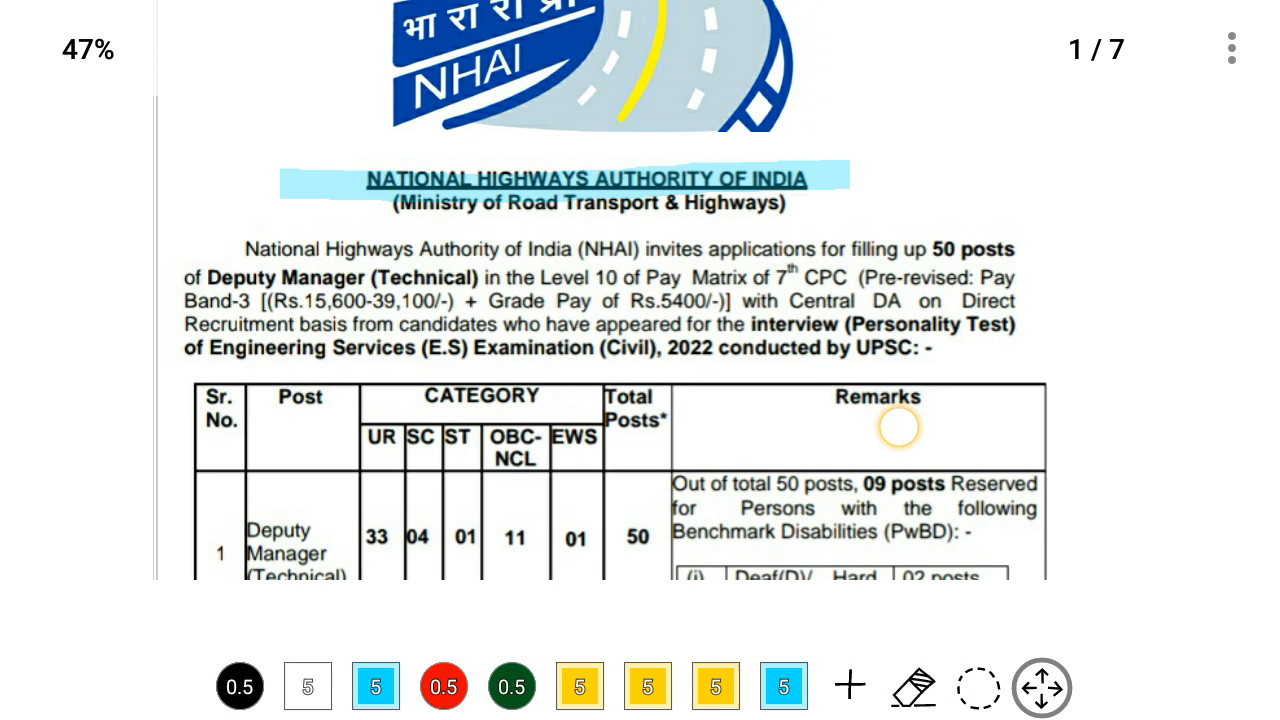 47%
1 / 7
भा रा रा प्रा
NHAI
NATIONAL HIGHWAYS AUTHORITY OF INDIA
(Ministry of Road Transport & Highways)
National Highways Authority of India (NHAI) invites applications for filling up 50 posts
of Deputy Manager (Technical) in the Level 10 of Pay Matrix of 7th CPC (Pre-revised: Pay
Band-3 [(Rs.15,600-39,100/-) + Grade Pay of Rs.5400/-)] with Central DA on Direct
Recruitment basis from candidates who have appeared for the interview (Personality Test)
of Engineering Services (E.S) Examination (Civil), 2022 conducted by UPSC: -
Sr. No. Post CATEGORY Total Posts* Remarks
UR SC ST OBC-NCL EWS
1 Deputy Manager (Technical) 33 04 01 11 01 50
Out of total 50 posts, 09 posts Reserved
for Persons with the following
Benchmark Disabilities (PwBD): -
(i) Deaf(D)/ Hard 02 posts
0.5 5 5 0.5 0.5 5 5 5 5